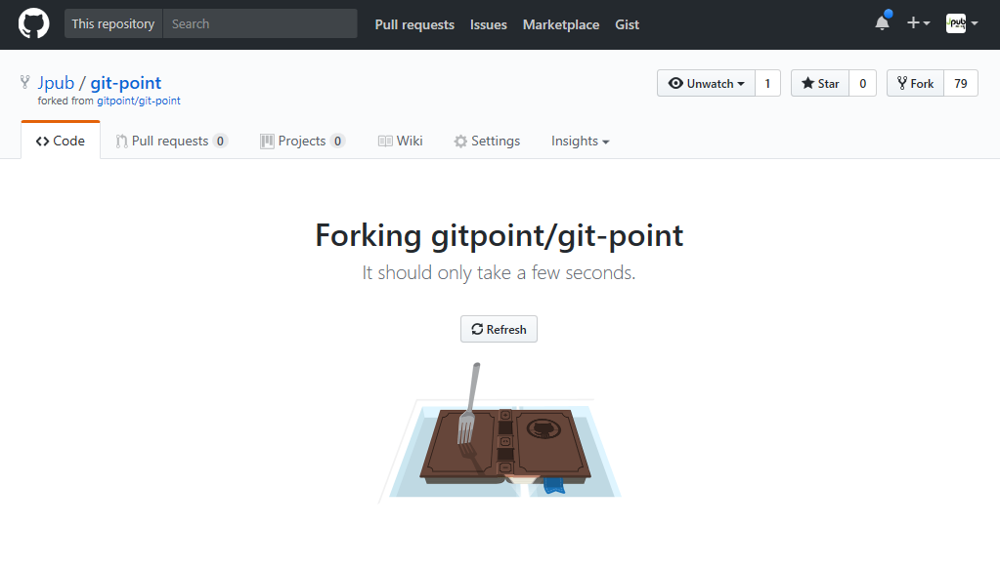 This repository Search Pull requests Issues Marketplace Gist Jpub
Jpub / git-point Unwatch 1 Star 0 Fork 79
forked from gitpoint/git-point
Code Pull requests 0 Projects 0 Wiki Settings Insights
Forking gitpoint/git-point
It should only take a few seconds.
Refresh